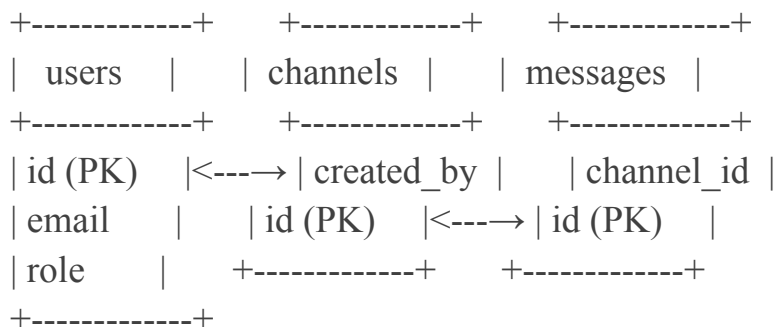 +-------------+ +-------------+ +-------------+
| users | | channels | | messages |
+-------------+ +-------------+ +-------------+
| id (PK) |<---→ | created_by | | channel_id |
| email | | id (PK) |<---→ | id (PK) |
| role | +-------------+ +-------------+
+-------------+